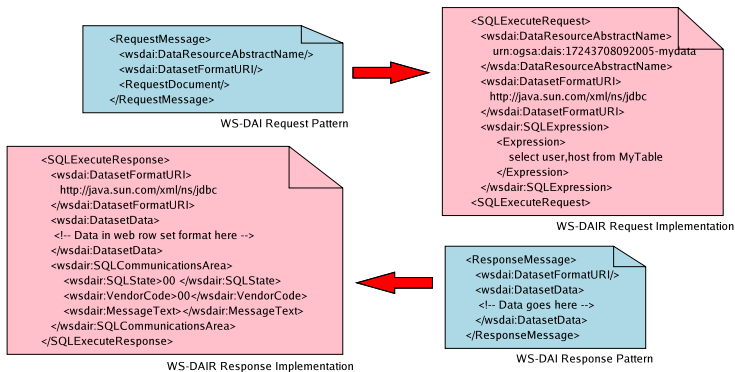 <RequestMessage>
<wsdai:DataResourceAbstractName/>
<wsdai:DatasetFormatURI/>
<RequestDocument/>
</RequestMessage>
WS-DAI Request Pattern
<SQLExecuteRequest>
<wsdai:DataResourceAbstractName>
urn:ogsa:dais:17243708092005-mydata
</wsda:DataResourceAbstractName>
<wsdai:DatasetFormatURI>
http://java.sun.com/xml/ns/jdbc
</wsdai:DatasetFormatURI>
<wsdair:SQLExpression>
<Expression>
select user,host from MyTable
</Expression>
</wsdair:SQLExpression>
<SQLExecuteRequest>
WS-DAIR Request Implementation
<SQLExecuteResponse>
<wsdai:DatasetFormatURI>
http://java.sun.com/xml/ns/jdbc
</wsdai:DatasetFormatURI>
<wsdai:DatasetData>
<!-- Data in web row set format here -->
</wsdai:DatasetData>
<wsdair:SQLCommunicationsArea>
<wsdair:SQLState>00 </wsdair:SQLState>
<wsdair:VendorCode>00</wsdair:VendorCode>
<wsdair:MessageText></wsdair:MessageText>
</wsdair:SQLCommunicationsArea>
</SQLExecuteResponse>
WS-DAIR Response Implementation
<ResponseMessage>
<wsdai:DatasetFormatURI/>
<wsdai:DatasetData>
<!-- Data goes here -->
</wsdai:DatasetData>
</ResponseMessage>
WS-DAI Response Pattern